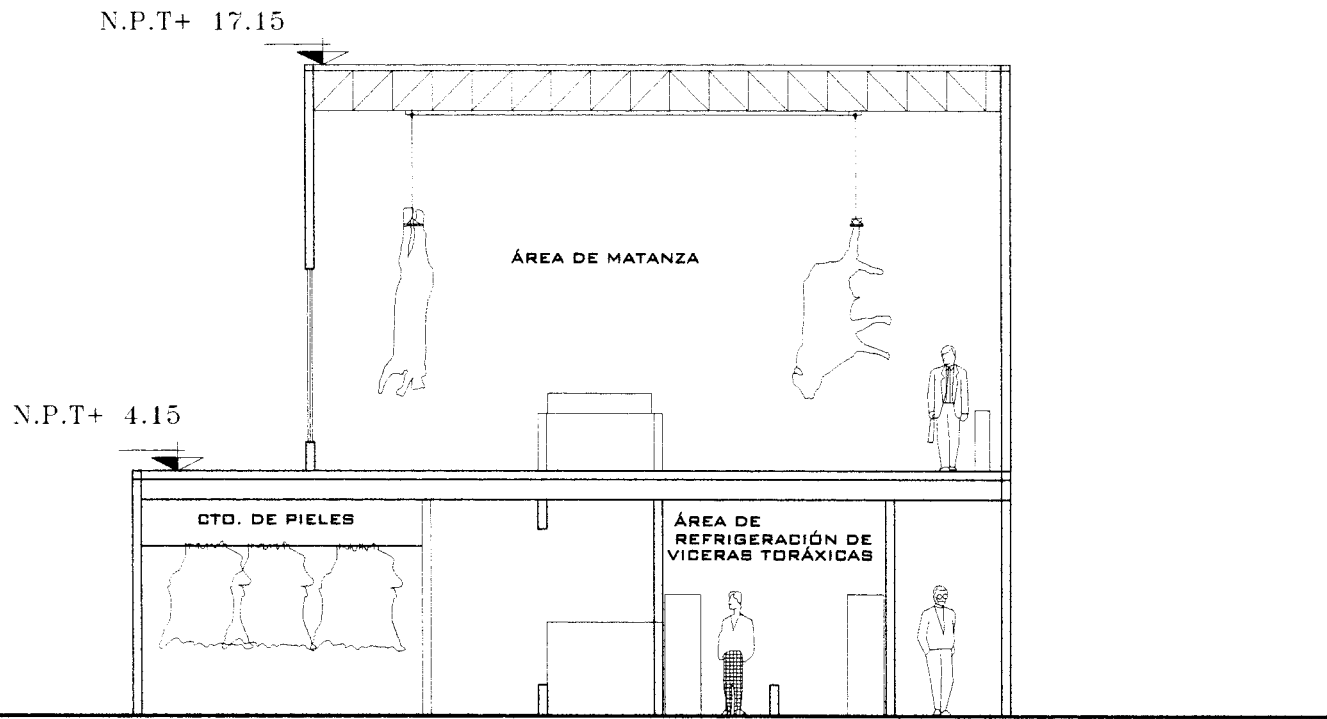 N.P.T+ 17.15
ÁREA DE MATANZA
N.P.T+ 4.15
CTO. DE PIELES
ÁREA DE
REFRIGERACIÓN DE
VICERAS TORÁXICAS